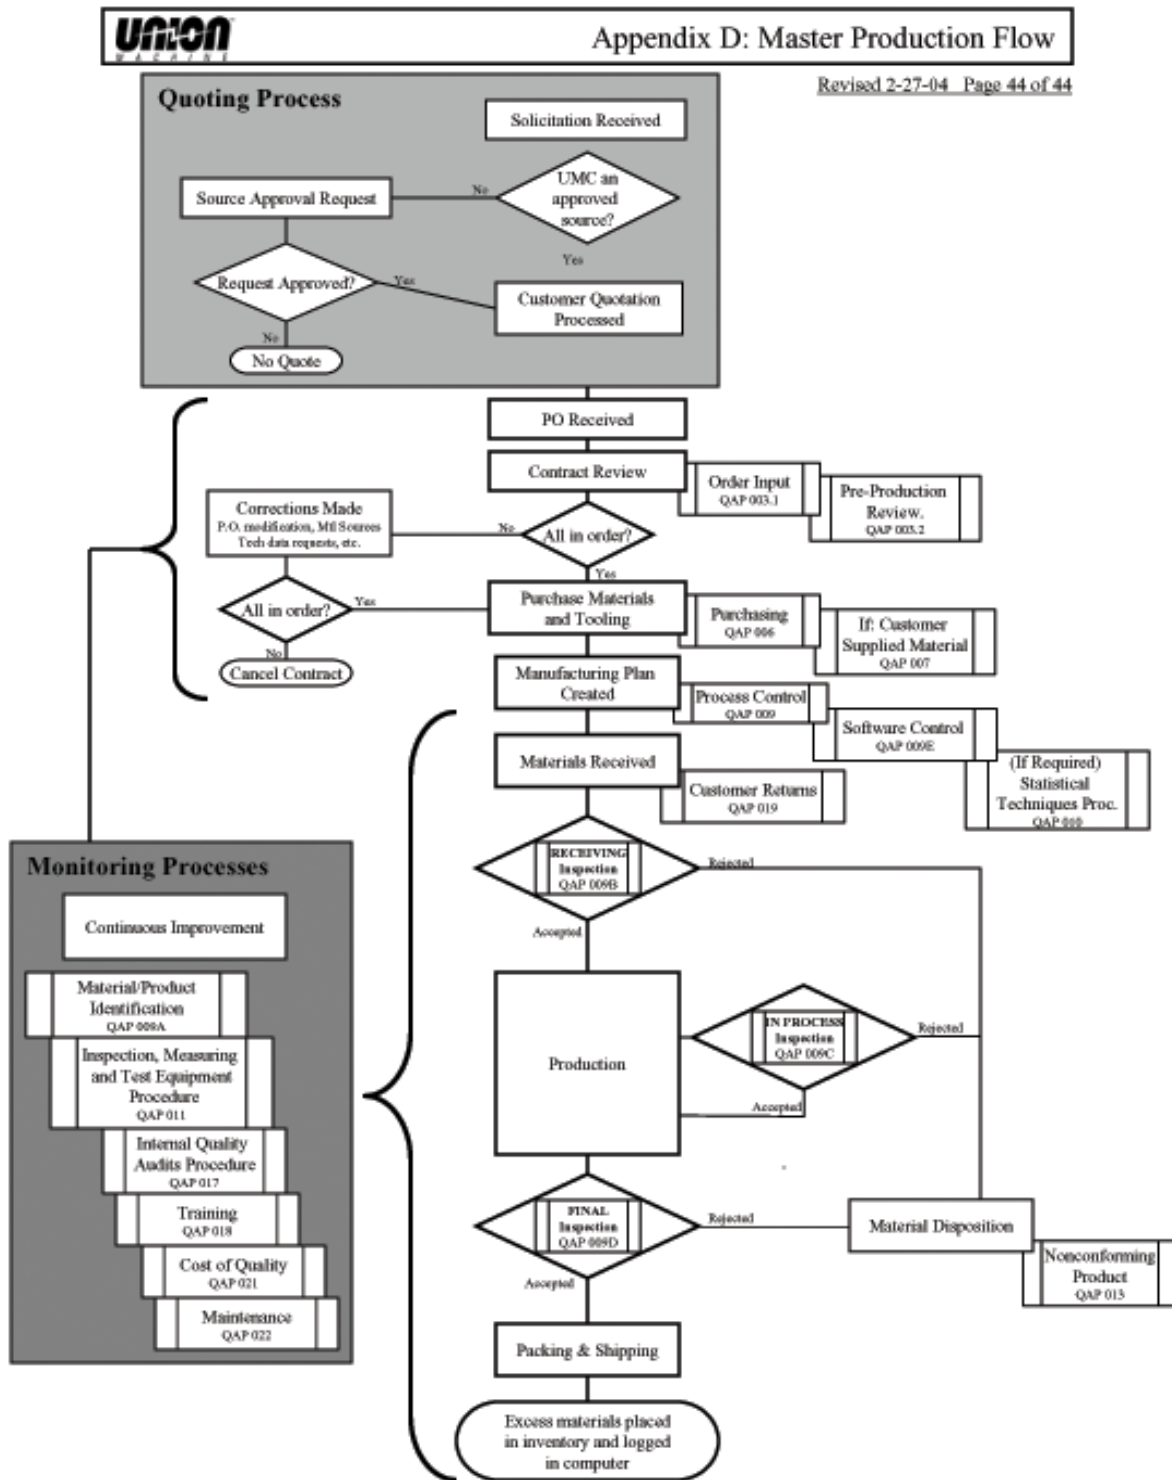 UNION
MACHINE
Appendix D: Master Production Flow
Revised 2-27-04 Page 44 of 44
Quoting Process
Solicitation Received
UMC an
approved
source?
No
Source Approval Request
Yes
Request Approved?
Yes
Customer Quotation
Processed
No
No Quote
PO Received
Contract Review
Order Input
QAP 003.1
Pre-Production
Review.
QAP 003.2
Corrections Made
P.O. modification, Mtl Sources
Tech data requests, etc.
No
All in order?
Yes
All in order?
Yes
Purchase Materials
and Tooling
Purchasing
QAP 006
If: Customer
Supplied Material
QAP 007
No
Cancel Contract
Manufacturing Plan
Created
Process Control
QAP 009
Software Control
QAP 009E
(If Required)
Statistical
Techniques Proc.
QAP 010
Materials Received
Customer Returns
QAP 019
RECEIVING
Inspection
QAP 009B
Rejected
Accepted
Monitoring Processes
Continuous Improvement
Material/Product
Identification
QAP 009A
Inspection, Measuring
and Test Equipment
Procedure
QAP 011
Internal Quality
Audits Procedure
QAP 017
Training
QAP 018
Cost of Quality
QAP 021
Maintenance
QAP 022
Production
IN PROCESS
Inspection
QAP 009C
Rejected
Accepted
FINAL
Inspection
QAP 009D
Rejected
Accepted
Material Disposition
Nonconforming
Product
QAP 013
Packing & Shipping
Excess materials placed
in inventory and logged
in computer